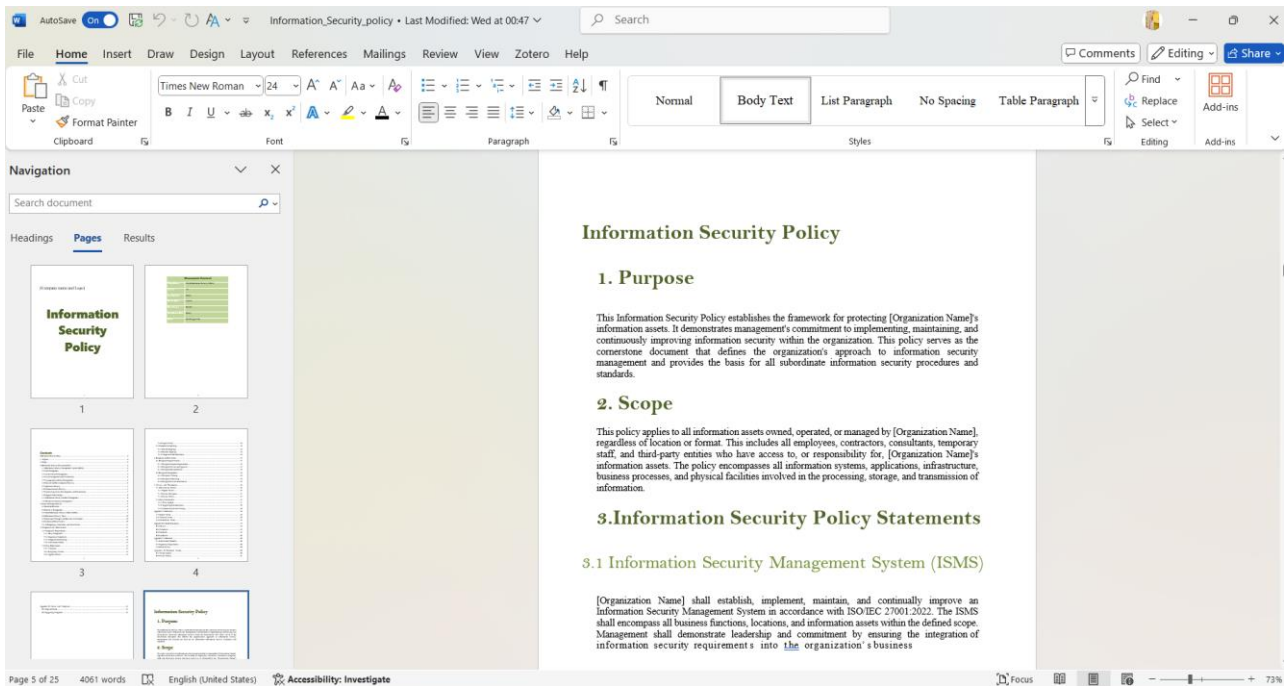 AutoSave On Information_Security_policy • Last Modified: Wed at 00:47 Search
File Home Insert Draw Design Layout References Mailings Review View Zotero Help Comments Editing Share
Paste
Cut
Copy
Format Painter
Clipboard
Times New Roman 24
Font
Paragraph
Normal Body Text List Paragraph No Spacing Table Paragraph
Styles
Find
Replace
Select
Editing
Add-ins
Add-ins
Navigation
Search document
Headings Pages Results
Information
Security
Policy
1 2
3 4
Information Security Policy
1. Purpose
2. Scope
Information Security Policy
1. Purpose
This Information Security Policy establishes the framework for protecting [Organization Name]'s
information assets. It demonstrates management's commitment to implementing, maintaining, and
continuously improving information security within the organization. This policy serves as the
cornerstone document that defines the organization's approach to information security
management and provides the basis for all subordinate information security procedures and
standards.
2. Scope
This policy applies to all information assets owned, operated, or managed by [Organization Name],
regardless of location or format. This includes all employees, contractors, consultants, temporary
staff, and third-party entities who have access to, or responsibility for, [Organization Name]'s
information assets. The policy encompasses all information systems, applications, infrastructure,
business processes, and physical facilities involved in the processing, storage, and transmission of
information.
3.Information Security Policy Statements
3.1 Information Security Management System (ISMS)
[Organization Name] shall establish, implement, maintain, and continually improve an
Information Security Management System in accordance with ISO/IEC 27001:2022. The ISMS
shall encompass all business functions, locations, and information assets within the defined scope.
Management shall demonstrate leadership and commitment by ensuring the integration of
information security requirements into the organization's business
Page 5 of 25 4061 words English (United States) Accessibility: Investigate Focus 73%